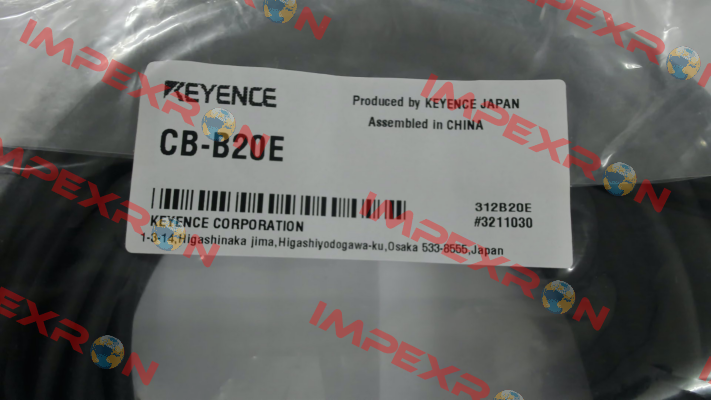 KEYENCE
Produced by KEYENCE JAPAN
Assembled in CHINA
CB-B20E
312B20E
#3211030
KEYENCE CORPORATION
1-3-14,Higashinaka jima,Higashiyodogawa-ku,Osaka 533-8555,Japan
IMPEXRON
IMPEXRON
IMPEXRON
IMPEXRON
IMPEXRON
IMPEXRON